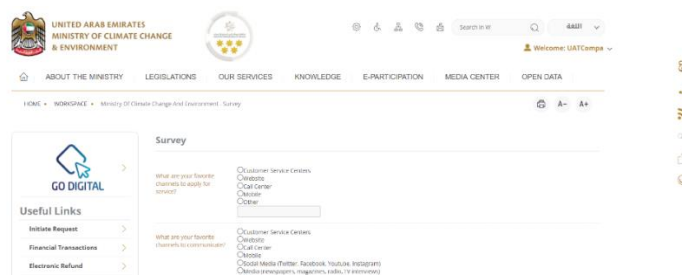 UNITED ARAB EMIRATES
MINISTRY OF CLIMATE CHANGE
& ENVIRONMENT
Search in
اللغة
Welcome: UATCompa
ABOUT THE MINISTRY LEGISLATIONS OUR SERVICES KNOWLEDGE E-PARTICIPATION MEDIA CENTER OPEN DATA
HOME WORKSPACE Ministry Of Climate Change And Environment - Survey
A- A+
Survey
GO DIGITAL
What are your favorite
channels to apply for
service?
Customer Service Centers
Website
Call Center
Mobile
Other
Useful Links
Initiate Request
Financial Transactions
Electronic Refund
What are your favorite
channels to communicate?
Customer Service Centers
Website
Call Center
Mobile
Social Media (Twitter, Facebook, Youtube, Instagram)
Media (newspapers, magazines, radio, TV interviews)